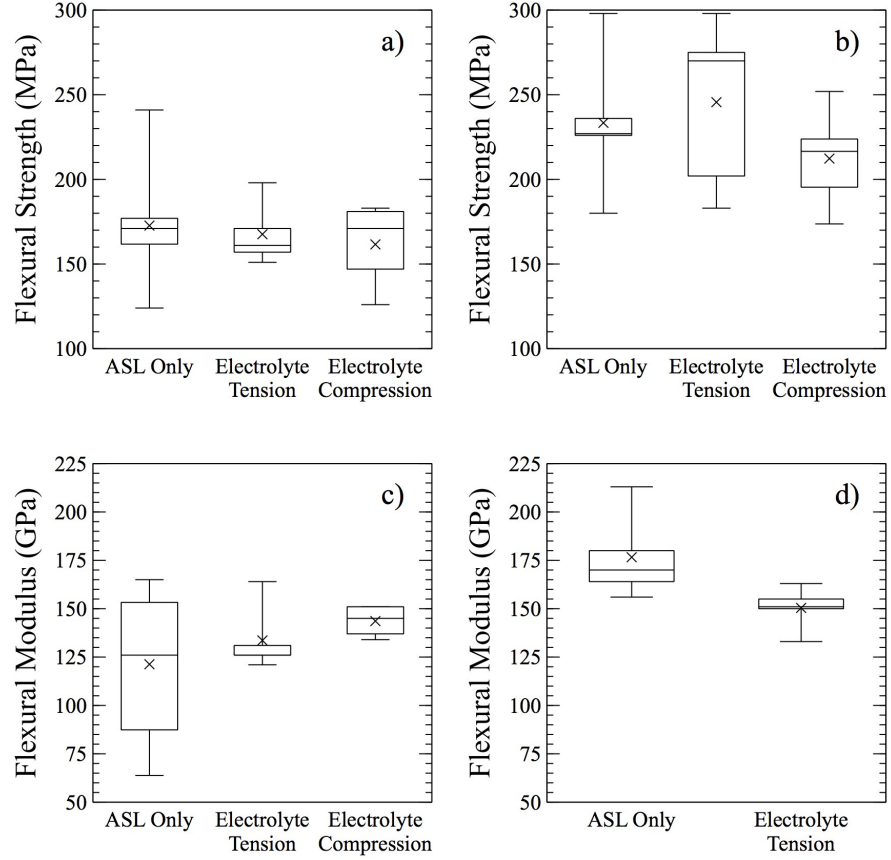 300
250
200
150
100
Flexural Strength (MPa)
a)
ASL Only
Electrolyte
Tension
Electrolyte
Compression
300
250
200
150
100
Flexural Strength (MPa)
b)
ASL Only
Electrolyte
Tension
Electrolyte
Compression
225
200
175
150
125
100
75
50
Flexural Modulus (GPa)
c)
ASL Only
Electrolyte
Tension
Electrolyte
Compression
225
200
175
150
125
100
75
50
Flexural Modulus (GPa)
d)
ASL Only
Electrolyte
Tension